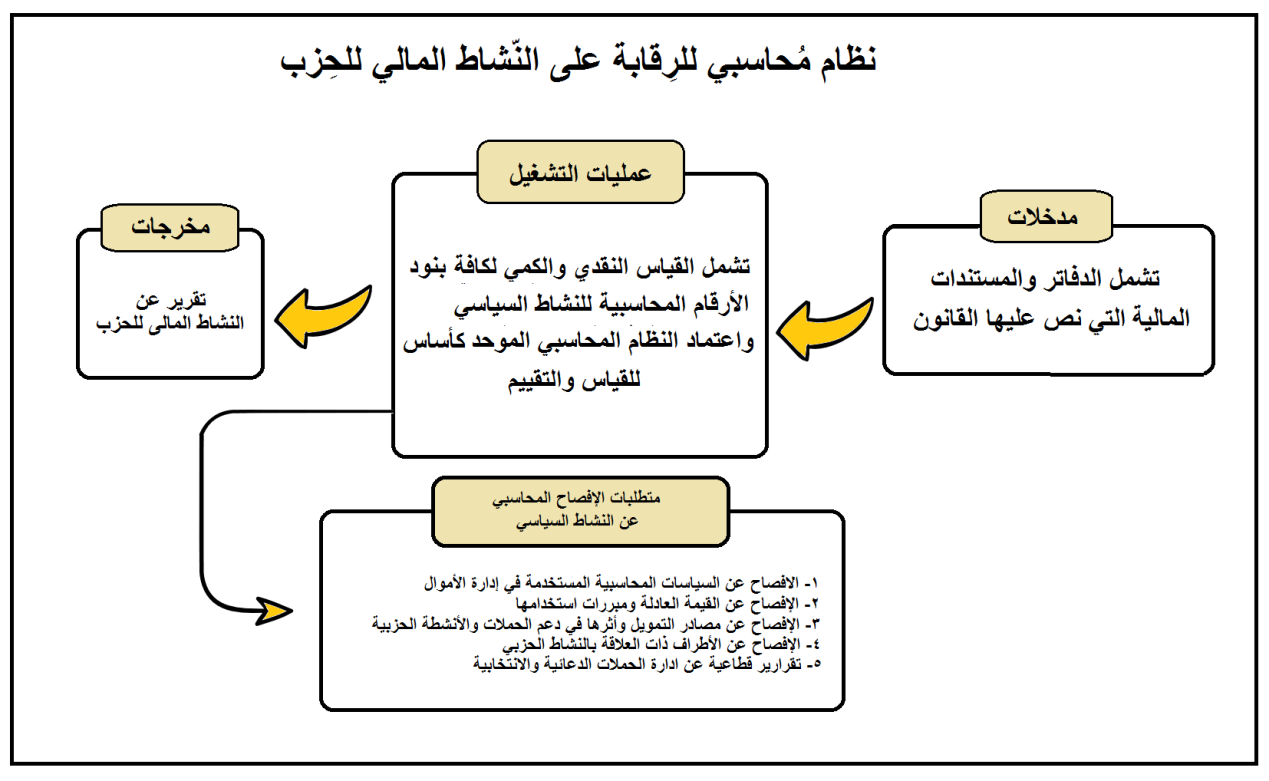 نظام مُحاسبي للرِقابة على النّشاط المالي للحِزب
مدخلات
تشمل الدفاتر والمستندات
المالية التي نص عليها القانون
عمليات التشغيل
تشمل القياس النقدي والكمي لكافة بنود
الأرقام المحاسبية للنشاط السياسي
واعتماد النظام المحاسبي الموحد كأساس
للقياس والتقييم
مخرجات
تقرير عن
النشاط المالي للحزب
متطلبات الإفصاح المحاسبي
عن النشاط السياسي
١- الافصاح عن السياسات المحاسبية المستخدمة في إدارة الأموال
٢- الإفصاح عن القيمة العادلة ومبررات استخدامها
٣- الإفصاح عن مصادر التمويل وأثرها في دعم الحملات والأنشطة الحزبية
٤- الإفصاح عن الأطراف ذات العلاقة بالنشاط الحزبي
٥- تقرارير قطاعية عن ادارة الحملات الدعائية والانتخابية